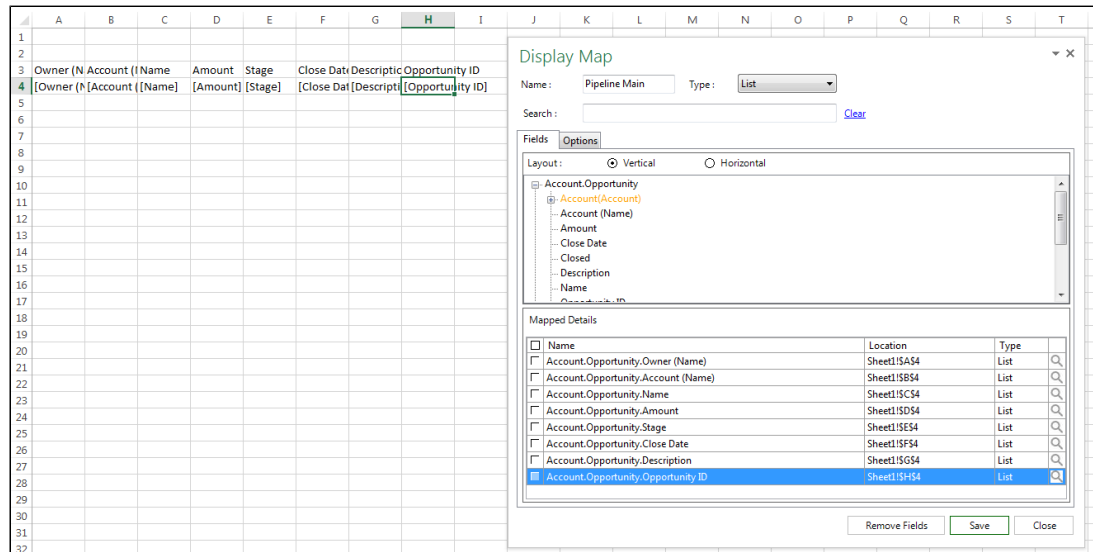 A B C D E F G H I J K L M N O P Q R S T
1
2
3 Owner (N Account (I Name Amount Stage Close Date Descriptic Opportunity ID
4 [Owner (N [Account ( [Name] [Amount] [Stage] [Close Dat [Descripti [Opportunity ID]
5
6
7
8
9
10
11
12
13
14
15
16
17
18
19
20
21
22
23
24
25
26
27
28
29
30
31
32
Display Map
Name : Pipeline Main Type : List
Search : Clear
Fields Options
Layout : Vertical Horizontal
Account.Opportunity
Account(Account)
Account (Name)
Amount
Close Date
Closed
Description
Name
Opportunity ID
Mapped Details
Name Location Type
Account.Opportunity.Owner (Name) Sheet1!$A$4 List
Account.Opportunity.Account (Name) Sheet1!$B$4 List
Account.Opportunity.Name Sheet1!$C$4 List
Account.Opportunity.Amount Sheet1!$D$4 List
Account.Opportunity.Stage Sheet1!$E$4 List
Account.Opportunity.Close Date Sheet1!$F$4 List
Account.Opportunity.Description Sheet1!$G$4 List
Account.Opportunity.Opportunity ID Sheet1!$H$4 List
Remove Fields Save Close